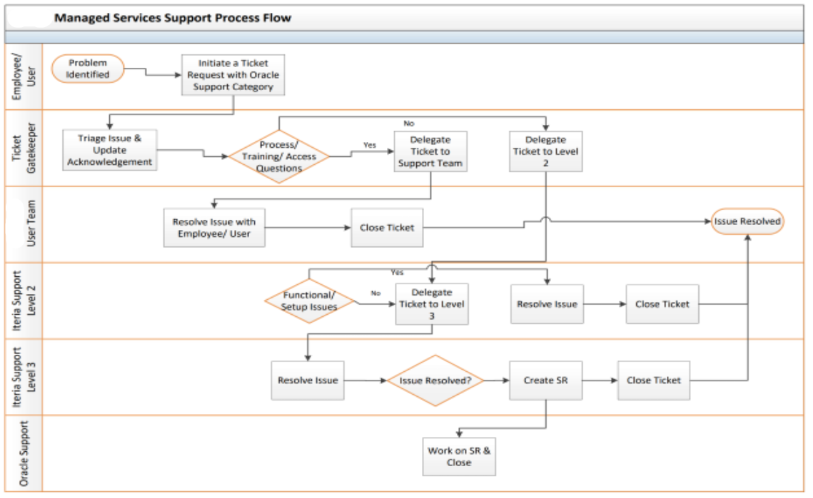 Managed Services Support Process Flow
Employee/
User
Problem
Identified
Initiate a Ticket
Request with Oracle
Support Category
Ticket
Gatekeeper
Triage Issue &
Update
Acknowledgement
Process/
Training/ Access
Questions
No
Yes
Delegate
Ticket to
Support Team
Delegate
Ticket to Level
2
User Team
Resolve Issue with
Employee/ User
Close Ticket
Issue Resolved
Iteria Support
Level 2
Functional/
Setup Issues
Yes
No
Delegate
Ticket to Level
3
Resolve Issue
Close Ticket
Iteria Support
Level 3
Resolve Issue
Issue Resolved?
Create SR
Close Ticket
Oracle Support
Work on SR &
Close